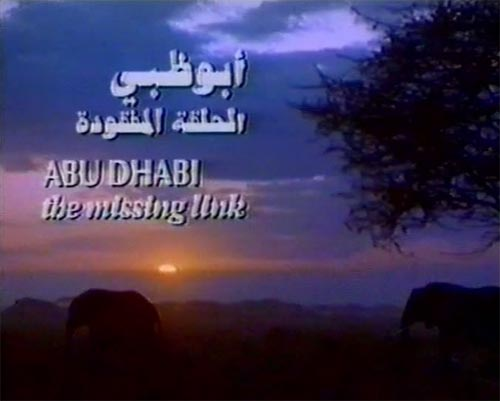 أبوظبي
الحلقة المفقودة
ABU DHABI
the missing link